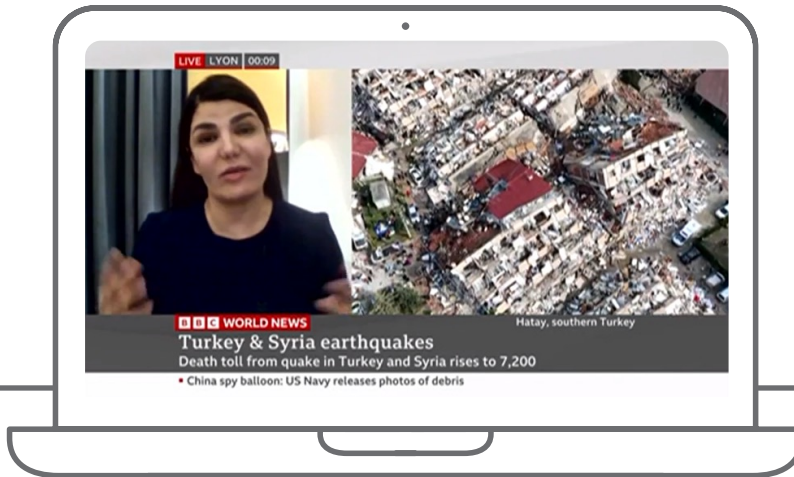 LIVE LYON 00:09
BBC WORLD NEWS
Hatay, southern Turkey
Turkey & Syria earthquakes
Death toll from quake in Turkey and Syria rises to 7,200
China spy balloon: US Navy releases photos of debris